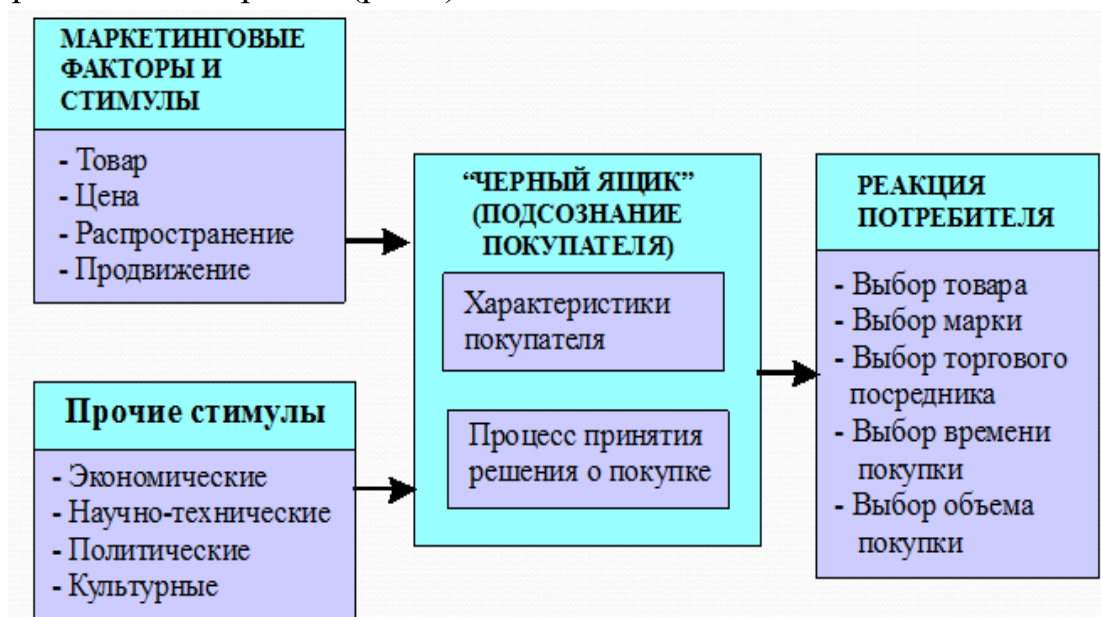 МАРКЕТИНГОВЫЕ
ФАКТОРЫ И
СТИМУЛЫ
- Товар
- Цена
- Распространение
- Продвижение
Прочие стимулы
- Экономические
- Научно-технические
- Политические
- Культурные
“ЧЕРНЫЙ ЯЩИК”
(ПОДСОЗНАНИЕ
ПОКУПАТЕЛЯ)
Характеристики
покупателя
Процесс принятия
решения о покупке
РЕАКЦИЯ
ПОТРЕБИТЕЛЯ
- Выбор товара
- Выбор марки
- Выбор торгового
посредника
- Выбор времени
покупки
- Выбор объема
покупки